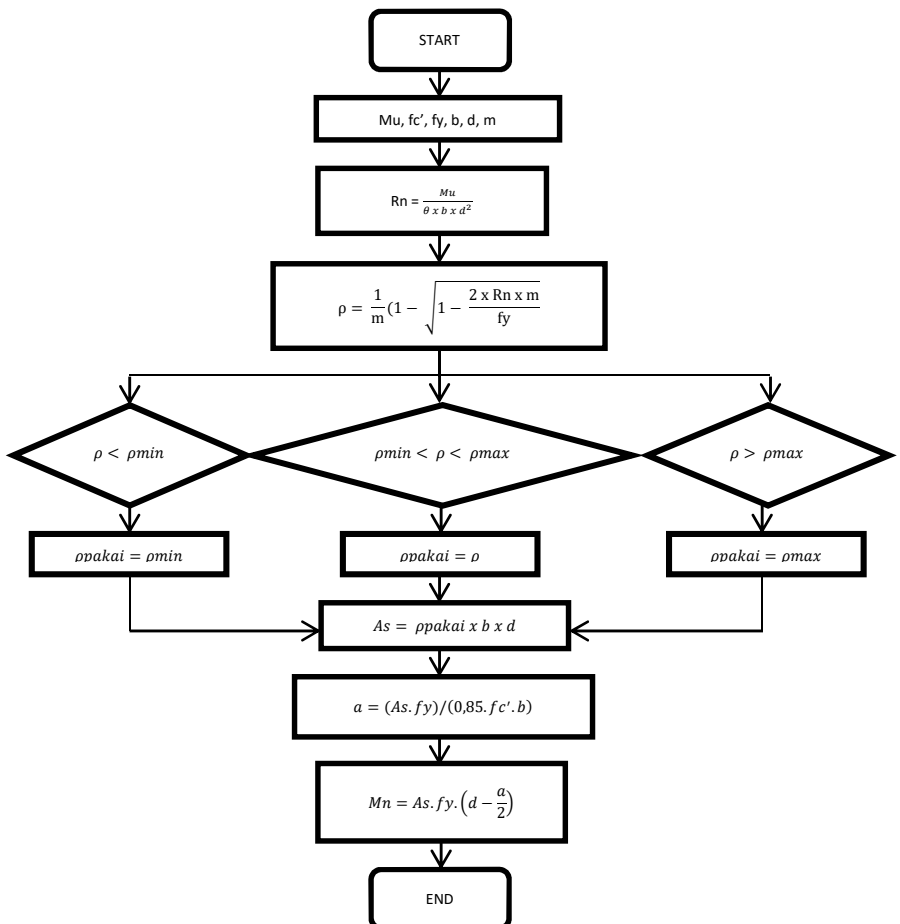 START
Mu, fc’, fy, b, d, m
Rn = Mu / θ x b x d²
ρ = 1/m (1 − √1 − 2 x Rn x m / fy
ρ < ρmin
ρmin < ρ < ρmax
ρ > ρmax
ρpakai = ρmin
ρpakai = ρ
ρpakai = ρmax
As = ρpakai x b x d
a = (As.fy)/(0,85.fc′.b)
Mn = As.fy.(d − a/2)
END